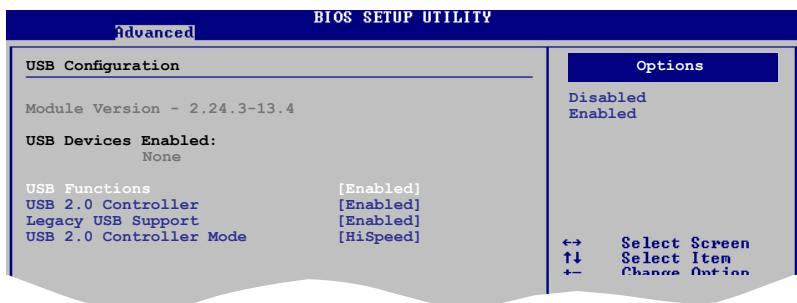 BIOS SETUP UTILITY
Advanced
USB Configuration
Module Version - 2.24.3-13.4
USB Devices Enabled:
None
USB Functions [Enabled]
USB 2.0 Controller [Enabled]
Legacy USB Support [Enabled]
USB 2.0 Controller Mode [HiSpeed]
Options
Disabled
Enabled
←→ Select Screen
↑↓ Select Item
+- Change Option